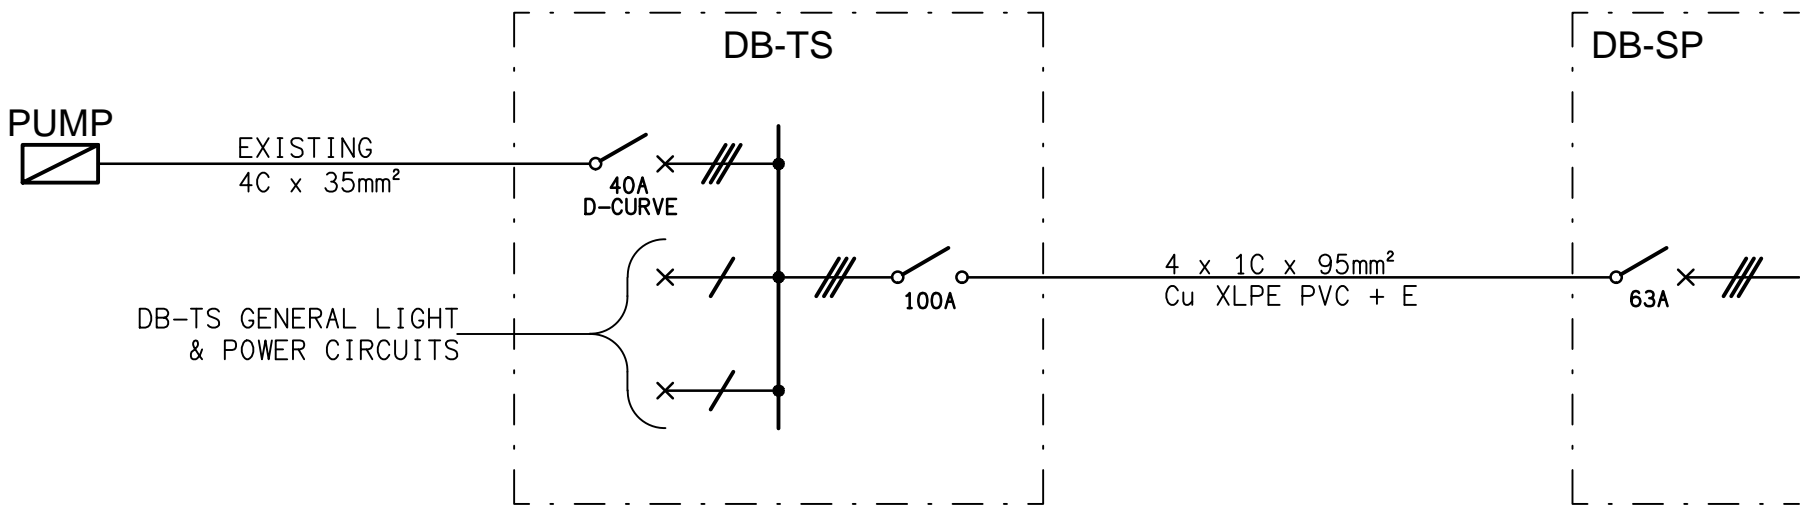 DB-TS
DB-SP
PUMP
EXISTING
4C x 35mm²
40A
D-CURVE
4 x 1C x 95mm²
Cu XLPE PVC + E
100A
63A
DB-TS GENERAL LIGHT
& POWER CIRCUITS